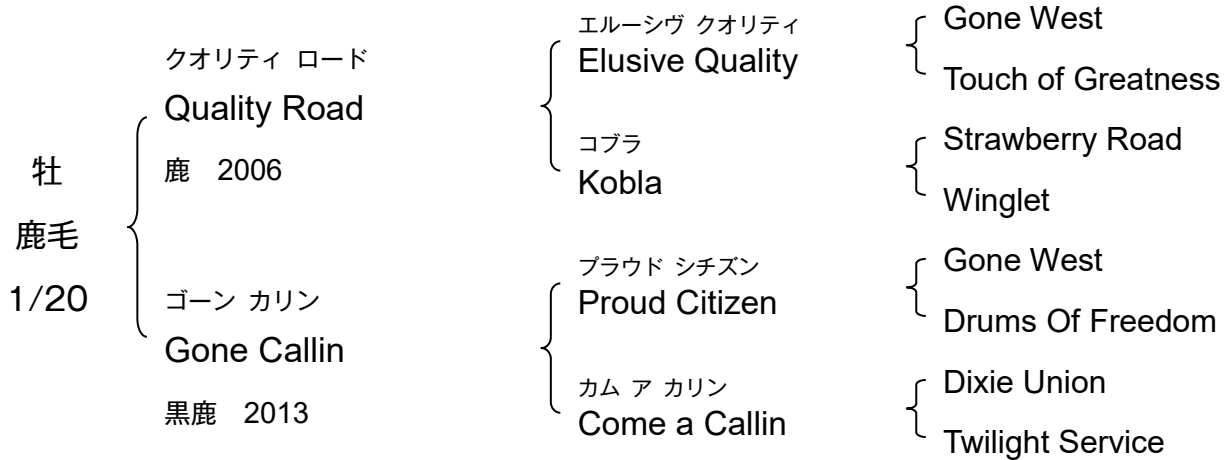 牡
鹿毛
1/20
クオリティ ロード
Quality Road
鹿 2006
ゴーン カリン
Gone Callin
黒鹿 2013
エルーシヴ クオリティ
Elusive Quality
コブラ
Kobla
プラウド シチズン
Proud Citizen
カム ア カリン
Come a Callin
Gone West
Touch of Greatness
Strawberry Road
Winglet
Gone West
Drums Of Freedom
Dixie Union
Twilight Service